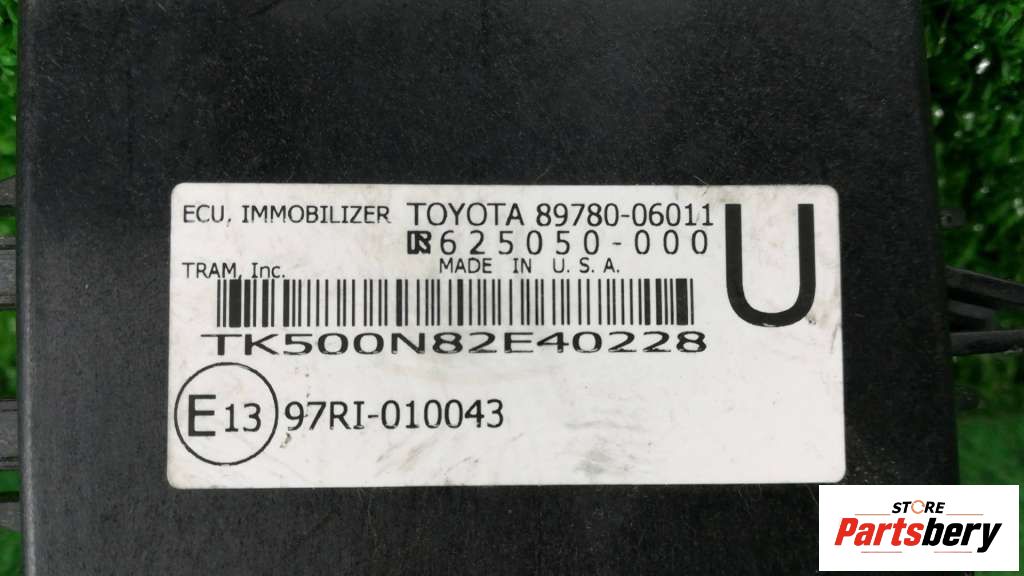 ECU, IMMOBILIZER TOYOTA 89780-06011
625050-000
MADE IN U.S.A.
TRAM, Inc.
U
TK500N82E40228
E13 97RI-010043
STORE
Partsbery